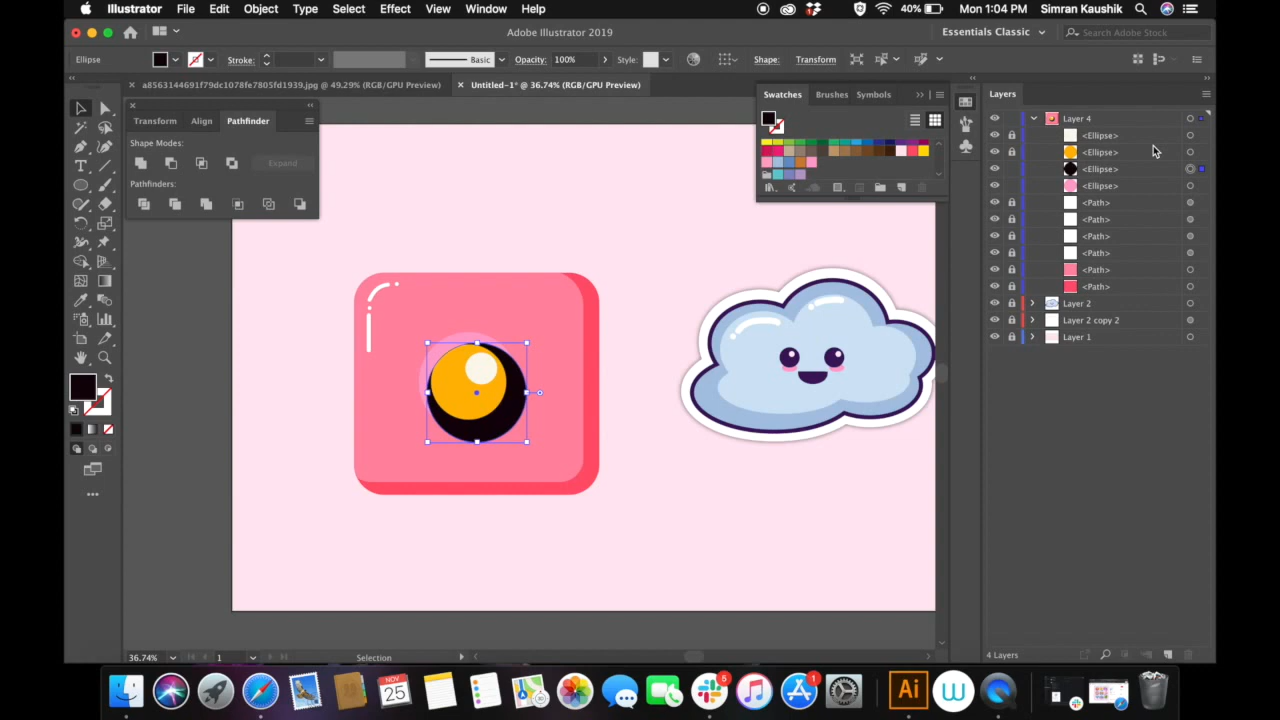 Illustrator File Edit Object Type Select Effect View Window Help
40% Mon 1:04 PM Simran Kaushik
Adobe Illustrator 2019
Essentials Classic
Search Adobe Stock
Ellipse
Stroke:
Basic
Opacity: 100%
Style:
Shape:
Transform
a8563144691f79dc1078fe7805fd1939.jpg @ 49.29% (RGB/GPU Preview)
Untitled-1* @ 36.74% (RGB/GPU Preview)
Transform Align Pathfinder
Shape Modes:
Expand
Pathfinders:
Swatches Brushes Symbols
Layers
Layer 4
<Ellipse>
<Ellipse>
<Ellipse>
<Ellipse>
<Path>
<Path>
<Path>
<Path>
<Path>
<Path>
Layer 2
Layer 2 copy 2
Layer 1
36.74%
1
Selection
4 Layers
NOV
25
5
1
Ai
W